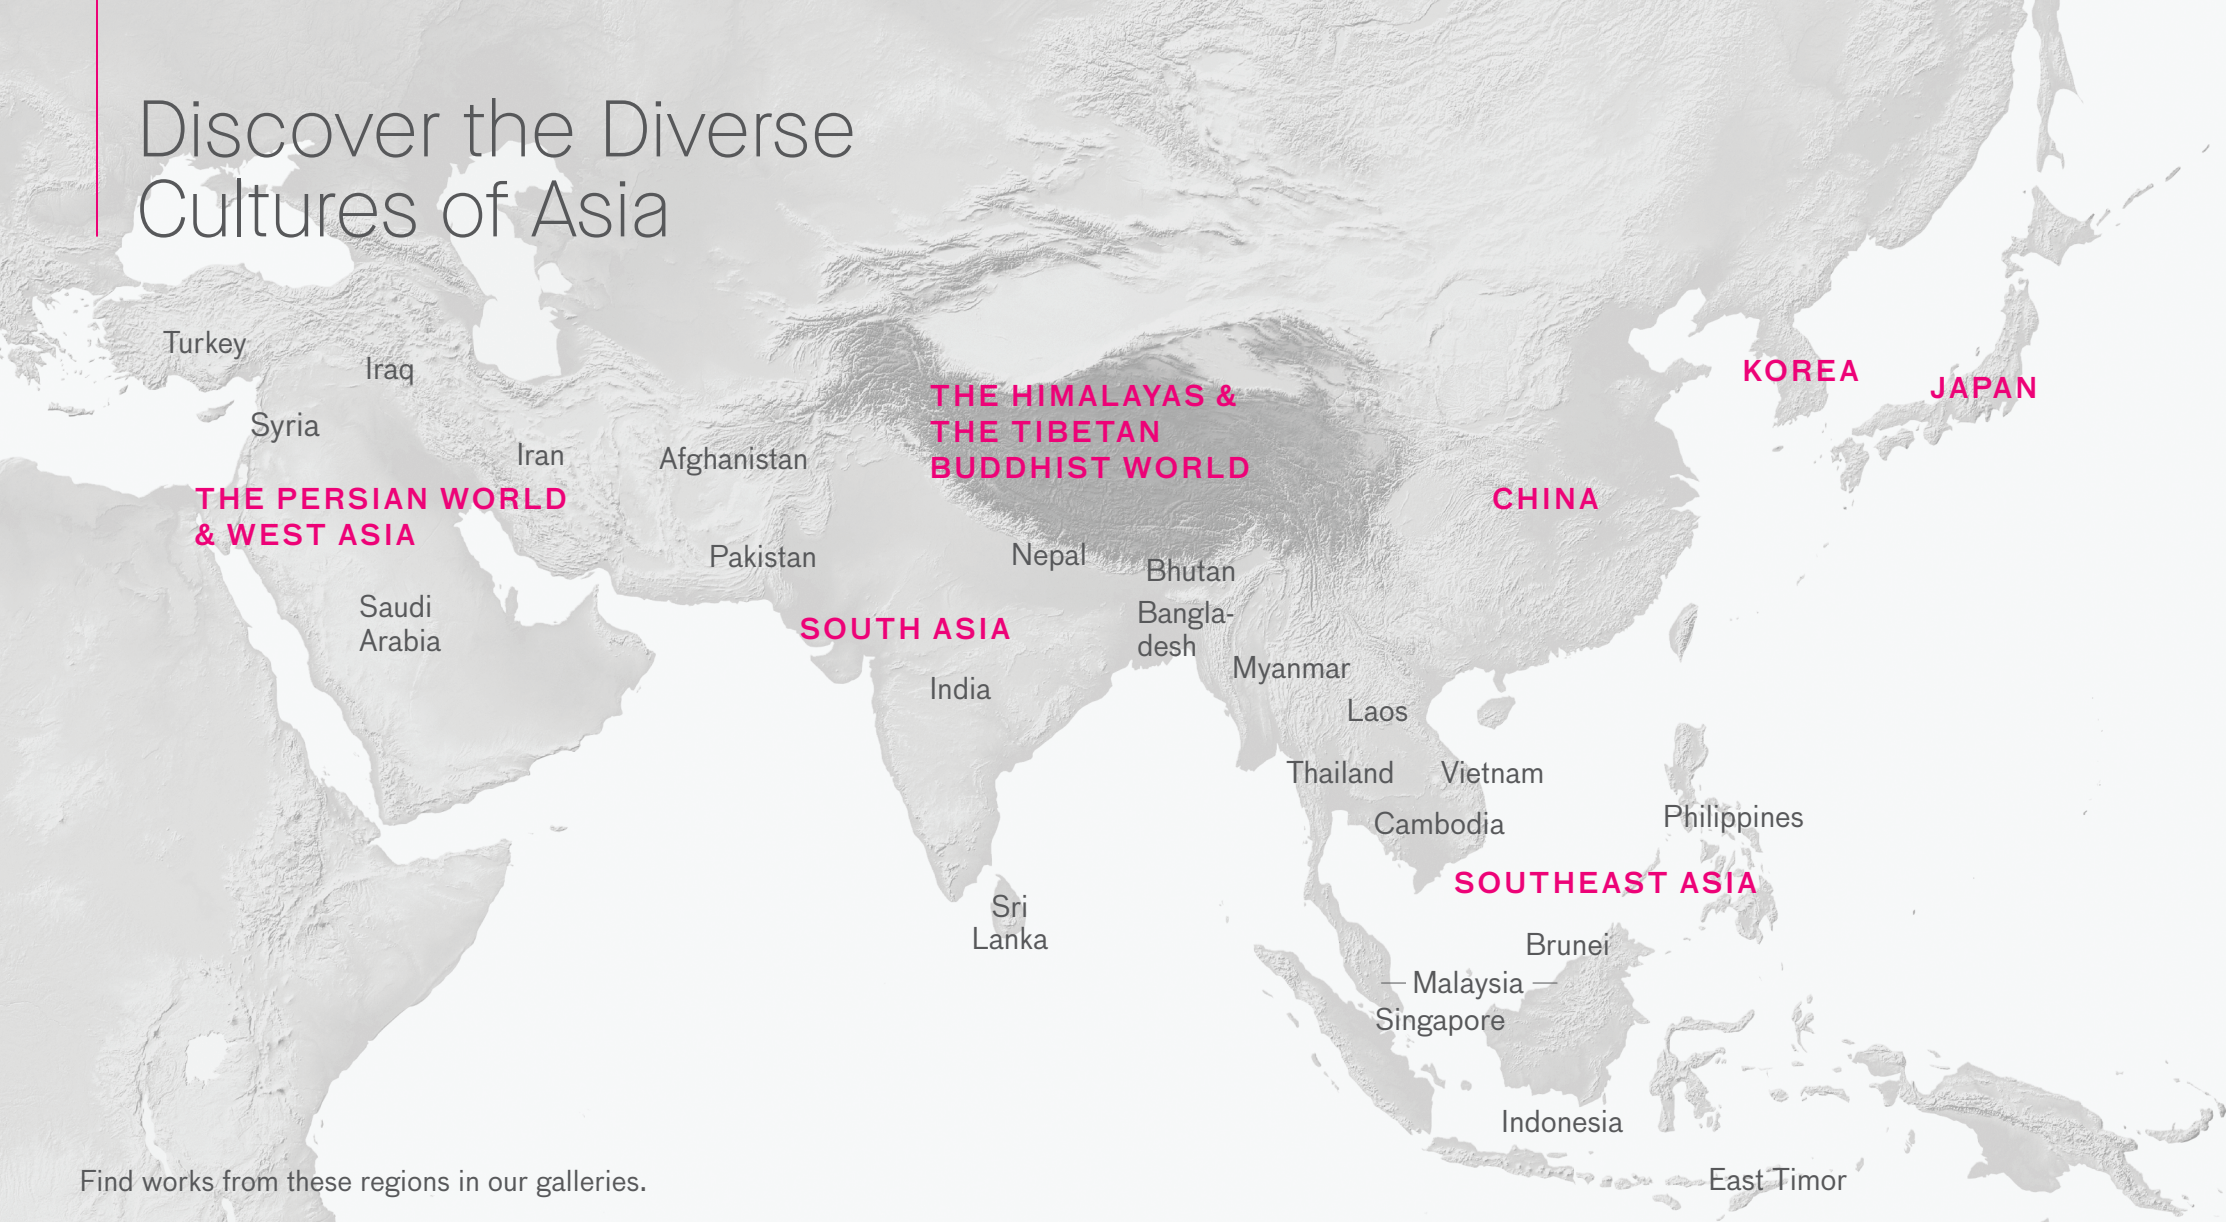 Discover the Diverse
Cultures of Asia
Turkey
Iraq
Syria
Iran
Afghanistan
THE PERSIAN WORLD
& WEST ASIA
Pakistan
Saudi
Arabia
THE HIMALAYAS &
THE TIBETAN
BUDDHIST WORLD
KOREA
JAPAN
CHINA
Nepal
Bhutan
Bangla-
desh
SOUTH ASIA
India
Myanmar
Laos
Thailand
Vietnam
Cambodia
Philippines
SOUTHEAST ASIA
Sri
Lanka
Brunei
— Malaysia —
Singapore
Indonesia
East Timor
Find works from these regions in our galleries.